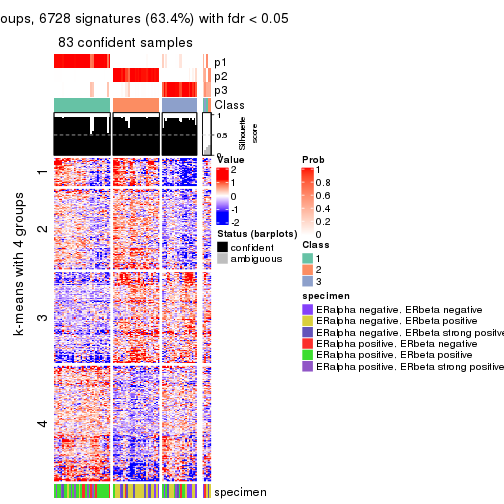 oups, 6728 signatures (63.4%) with fdr < 0.05
83 confident samples
p1
p2
p3
Class
1
0.5
0
Silhouette
score
k-means with 4 groups
1
2
3
4
specimen
Value
2
1
0
-1
-2
Status (barplots)
confident
ambiguous
Prob
1
0.8
0.6
0.4
0.2
0
Class
1
2
3
specimen
ERalpha negative. ERbeta negative
ERalpha negative. ERbeta positive
ERalpha negative. ERbeta strong positive
ERalpha positive. ERbeta negative
ERalpha positive. ERbeta positive
ERalpha positive. ERbeta strong positive